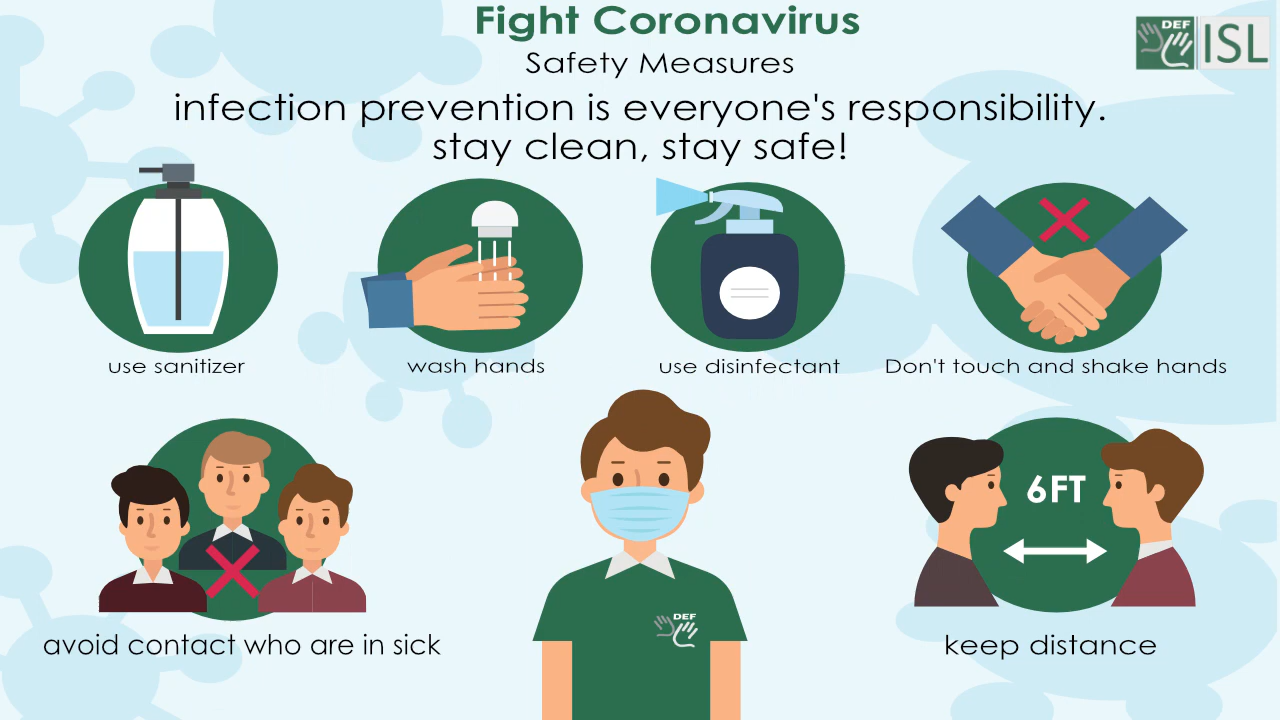 Fight Coronavirus
DEF
ISL
Safety Measures
infection prevention is everyone's responsibility.
stay clean, stay safe!
use sanitizer
wash hands
use disinfectant
Don't touch and shake hands
6FT
DEF
avoid contact who are in sick
keep distance